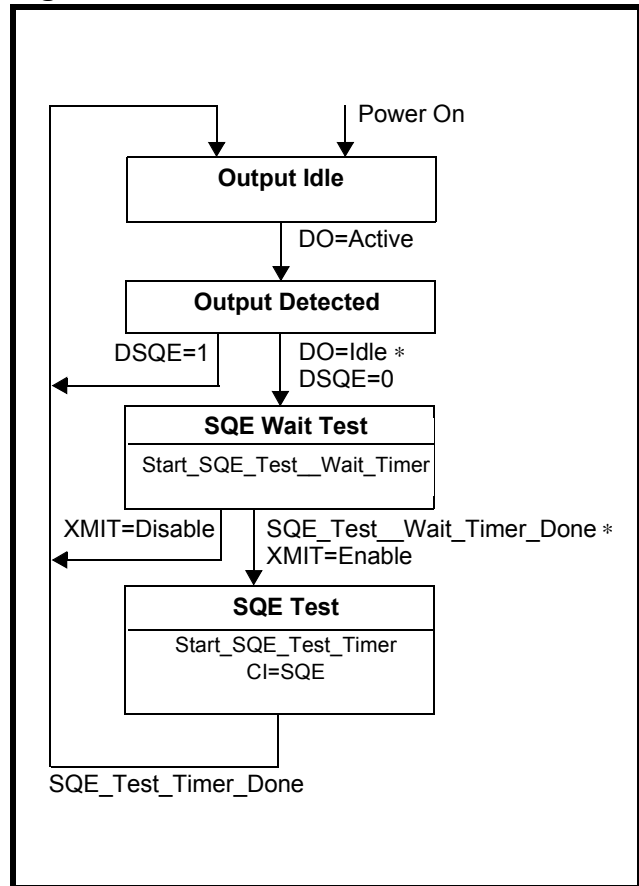 Power On
Output Idle
DO=Active
Output Detected
DSQE=1
DO=Idle ∗
DSQE=0
SQE Wait Test
Start_SQE_Test__Wait_Timer
XMIT=Disable
SQE_Test__Wait_Timer_Done ∗
XMIT=Enable
SQE Test
Start_SQE_Test_Timer
CI=SQE
SQE_Test_Timer_Done